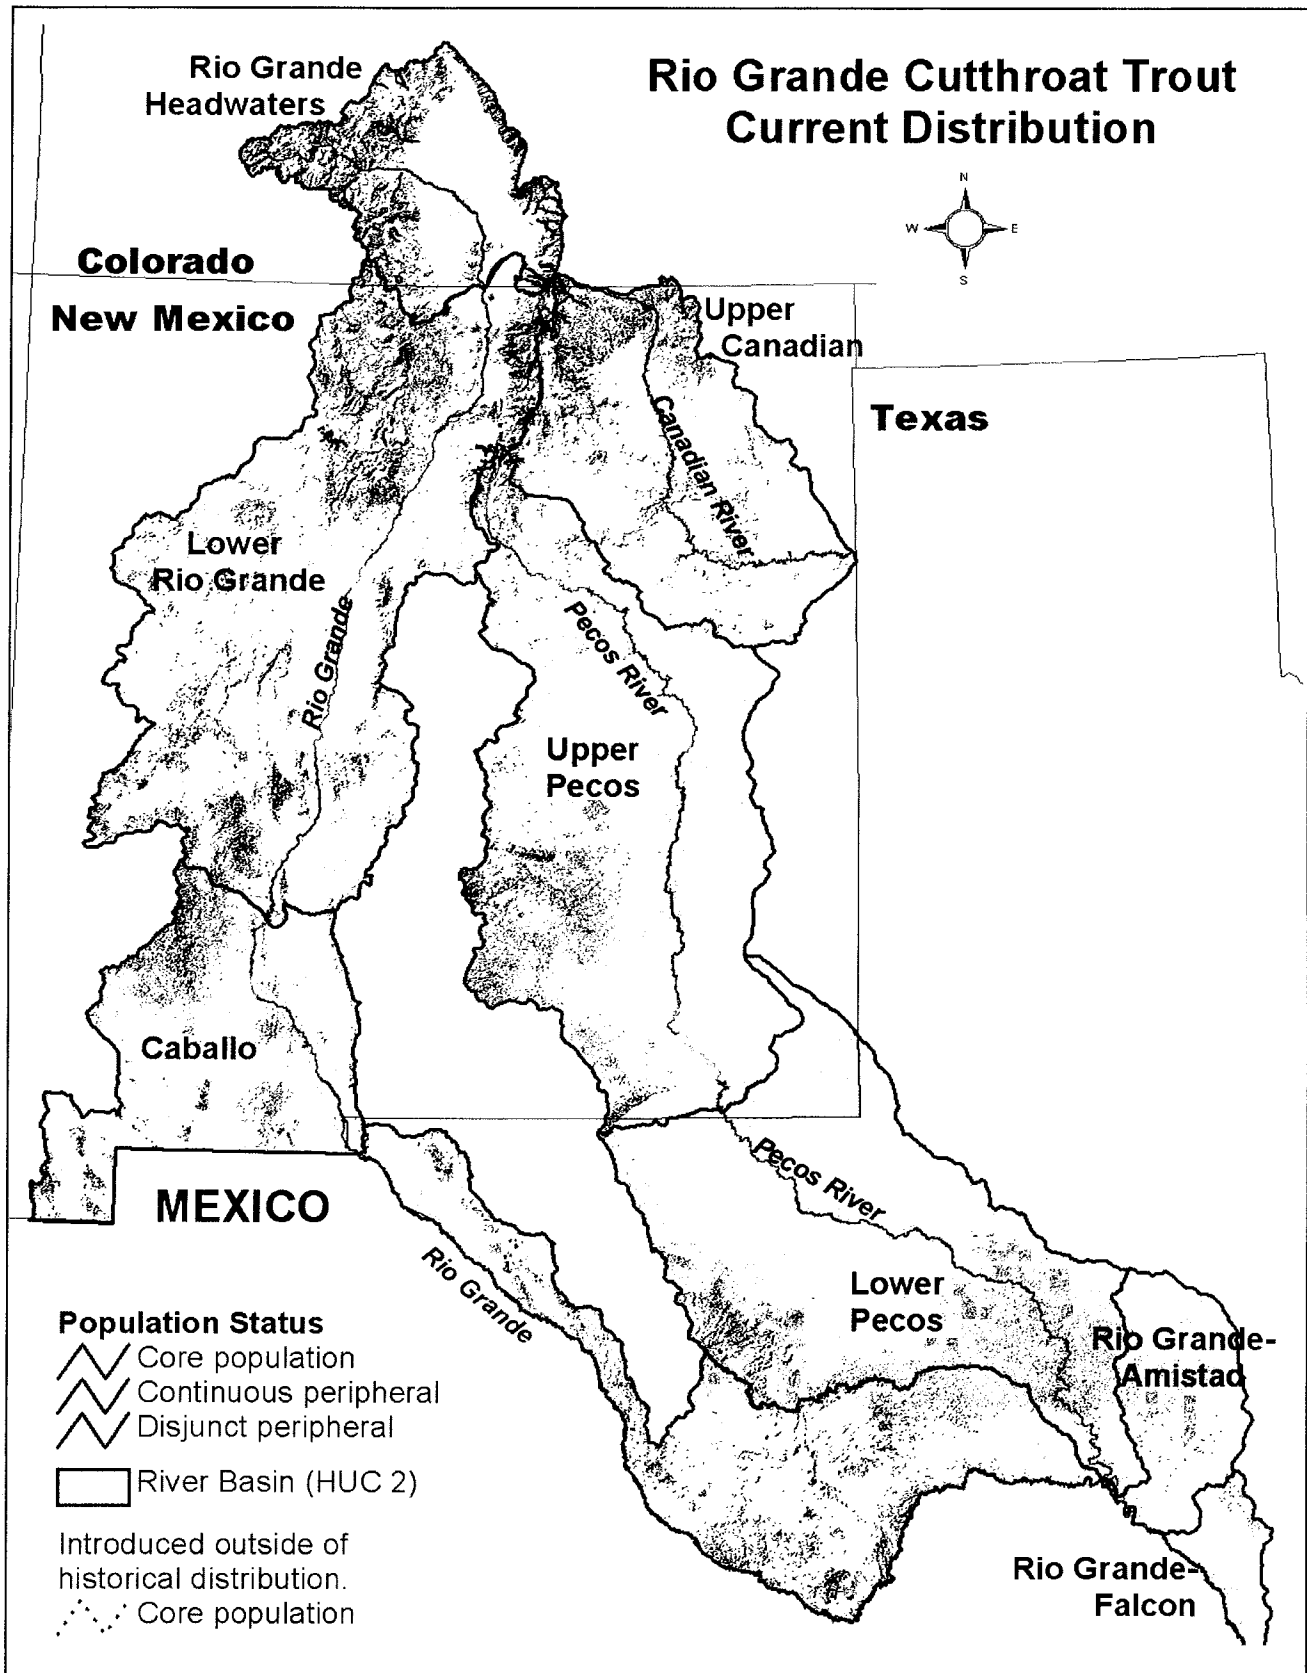 Rio Grande Cutthroat Trout
Current Distribution
N
W
E
S
Rio Grande
Headwaters
Colorado
New Mexico
Upper
Canadian
Texas
Canadian River
Lower
Rio Grande
Rio Grande
Pecos River
Upper
Pecos
Caballo
MEXICO
Rio Grande
Pecos River
Lower
Pecos
Rio Grande-
Amistad
Rio Grande-
Falcon
Population Status
Core population
Continuous peripheral
Disjunct peripheral
River Basin (HUC 2)
Introduced outside of
historical distribution.
Core population